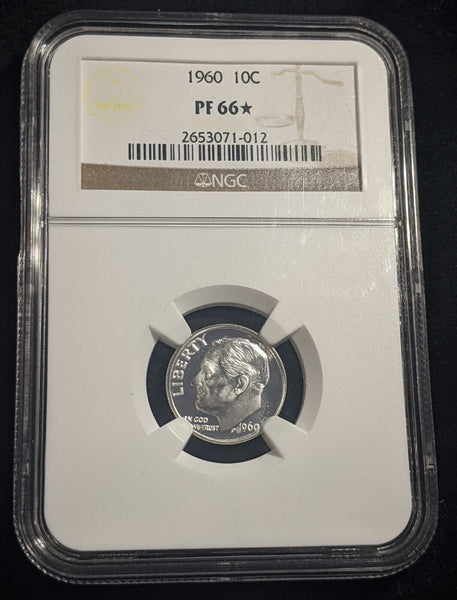 1960 10C
PF 66★
2653071-012
NGC
LIBERTY
IN GOD
WE TRUST
1960